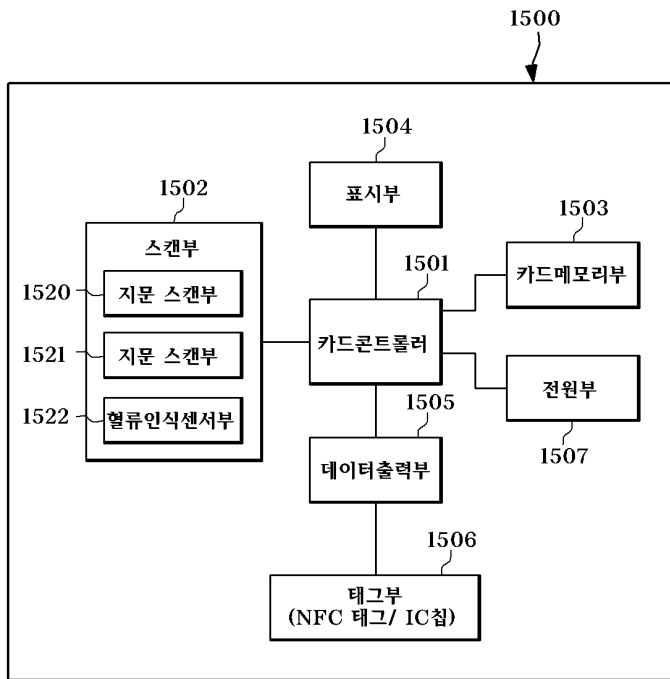 1500
1504
표시부
1502
스캔부
1503
카드메모리부
1501
1520
지문 스캔부
카드콘트롤러
1521
지문 스캔부
전원부
1522
혈류인식센서부
1505
1507
데이터출력부
1506
태그부
(NFC 태그/ IC칩)